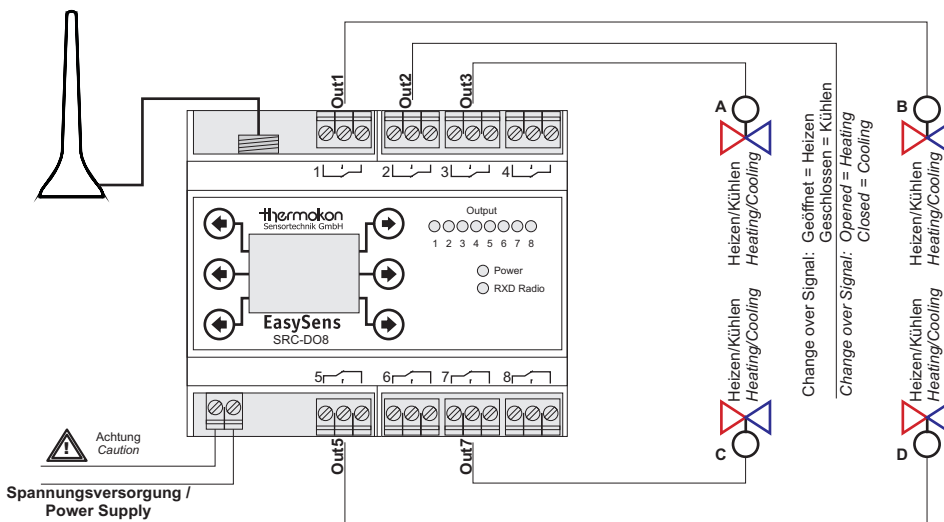 Out1
Out2
Out3
A
B
1
2
3
4
thermokon
Sensortechnik GmbH
Output
1 2 3 4 5 6 7 8
Power
RXD Radio
EasySens
SRC-DO8
Heizen/Kühlen
Heating/Cooling
Change over Signal: Geöffnet = Heizen
Geschlossen = Kühlen
Change over Signal: Opened = Heating
Closed = Cooling
Heizen/Kühlen
Heating/Cooling
Heizen/Kühlen
Heating/Cooling
Heizen/Kühlen
Heating/Cooling
5
6
7
8
!
Achtung
Caution
Out5
Out7
C
D
Spannungsversorgung /
Power Supply